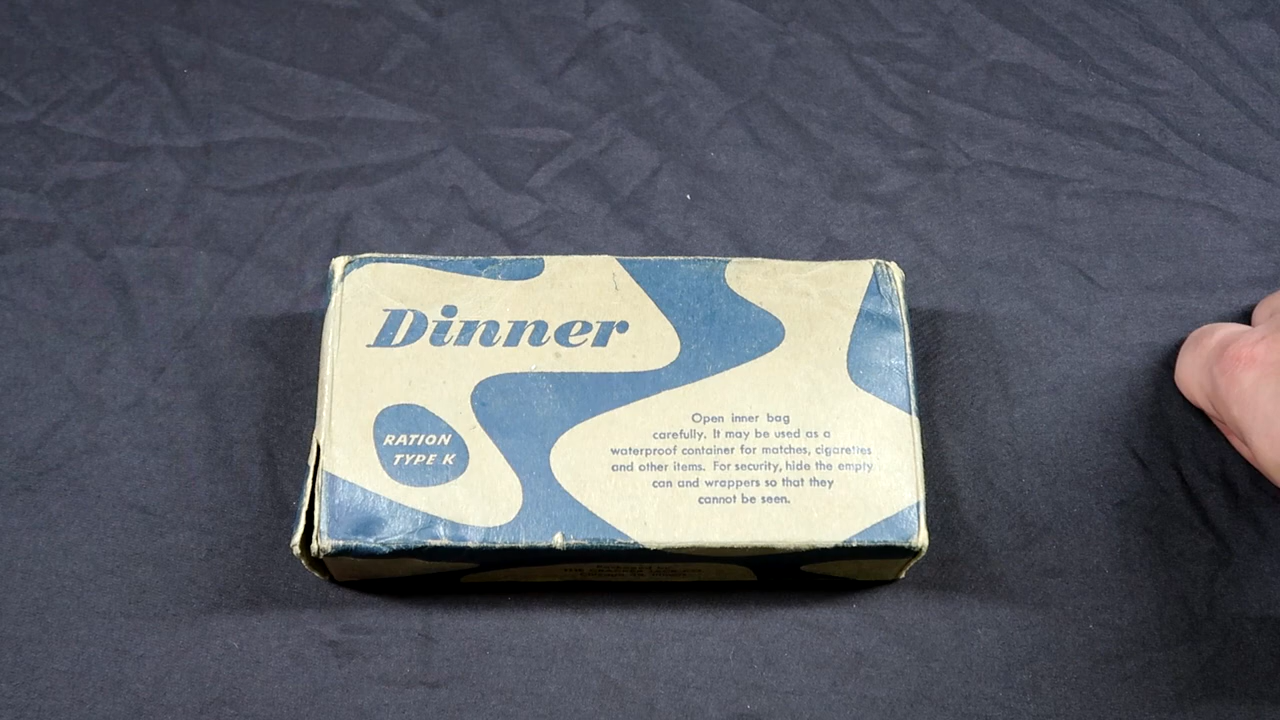 Dinner
RATION
TYPE K
Open inner bag
carefully. It may be used as a
waterproof container for matches, cigarettes
and other items. For security, hide the empty
can and wrappers so that they
cannot be seen.